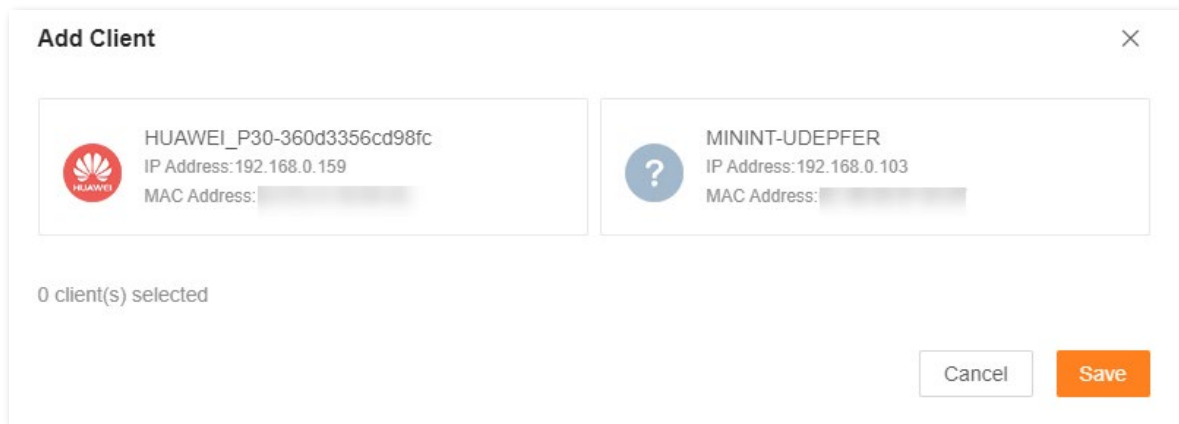 Add Client
HUAWEI_P30-360d3356cd98fc
IP Address:192.168.0.159
MAC Address:
HUAWEI
MININT-UDEPFER
IP Address:192.168.0.103
MAC Address:
?
0 client(s) selected
Cancel
Save